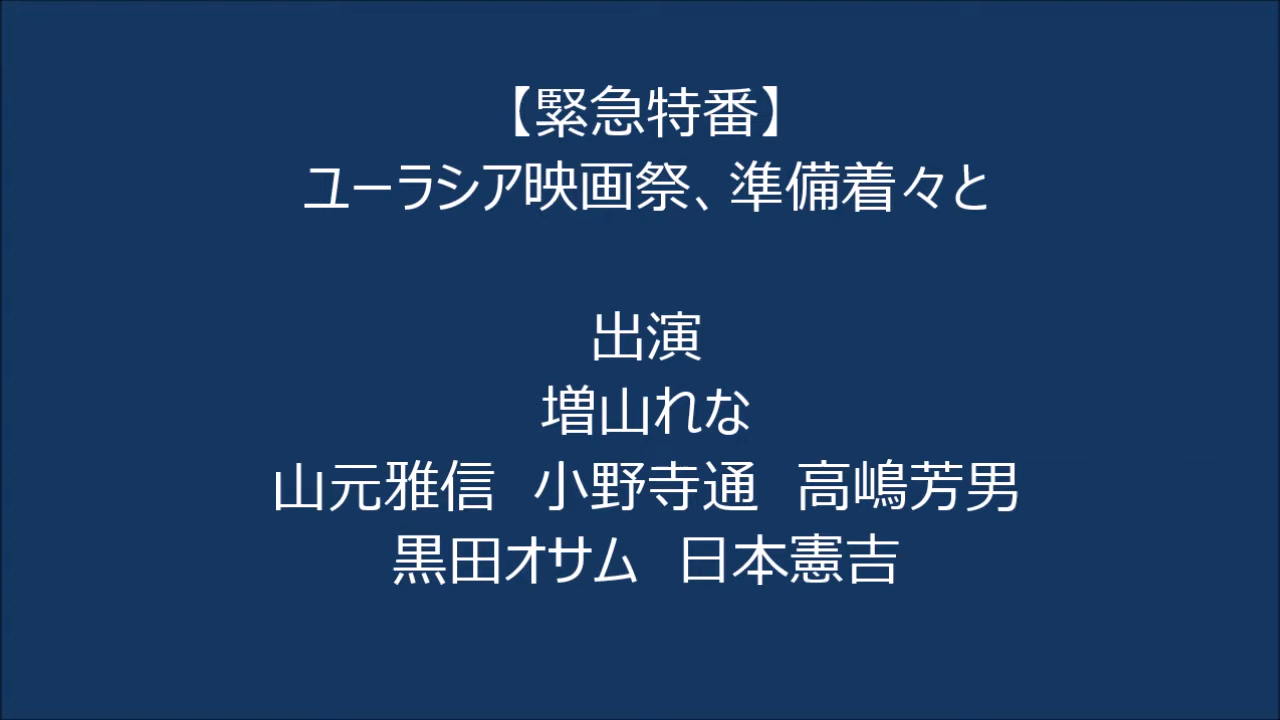 【緊急特番】
ユーラシア映画祭、準備着々と
出演
増山れな
山元雅信　小野寺通　高嶋芳男
黒田オサム　日本憲吉